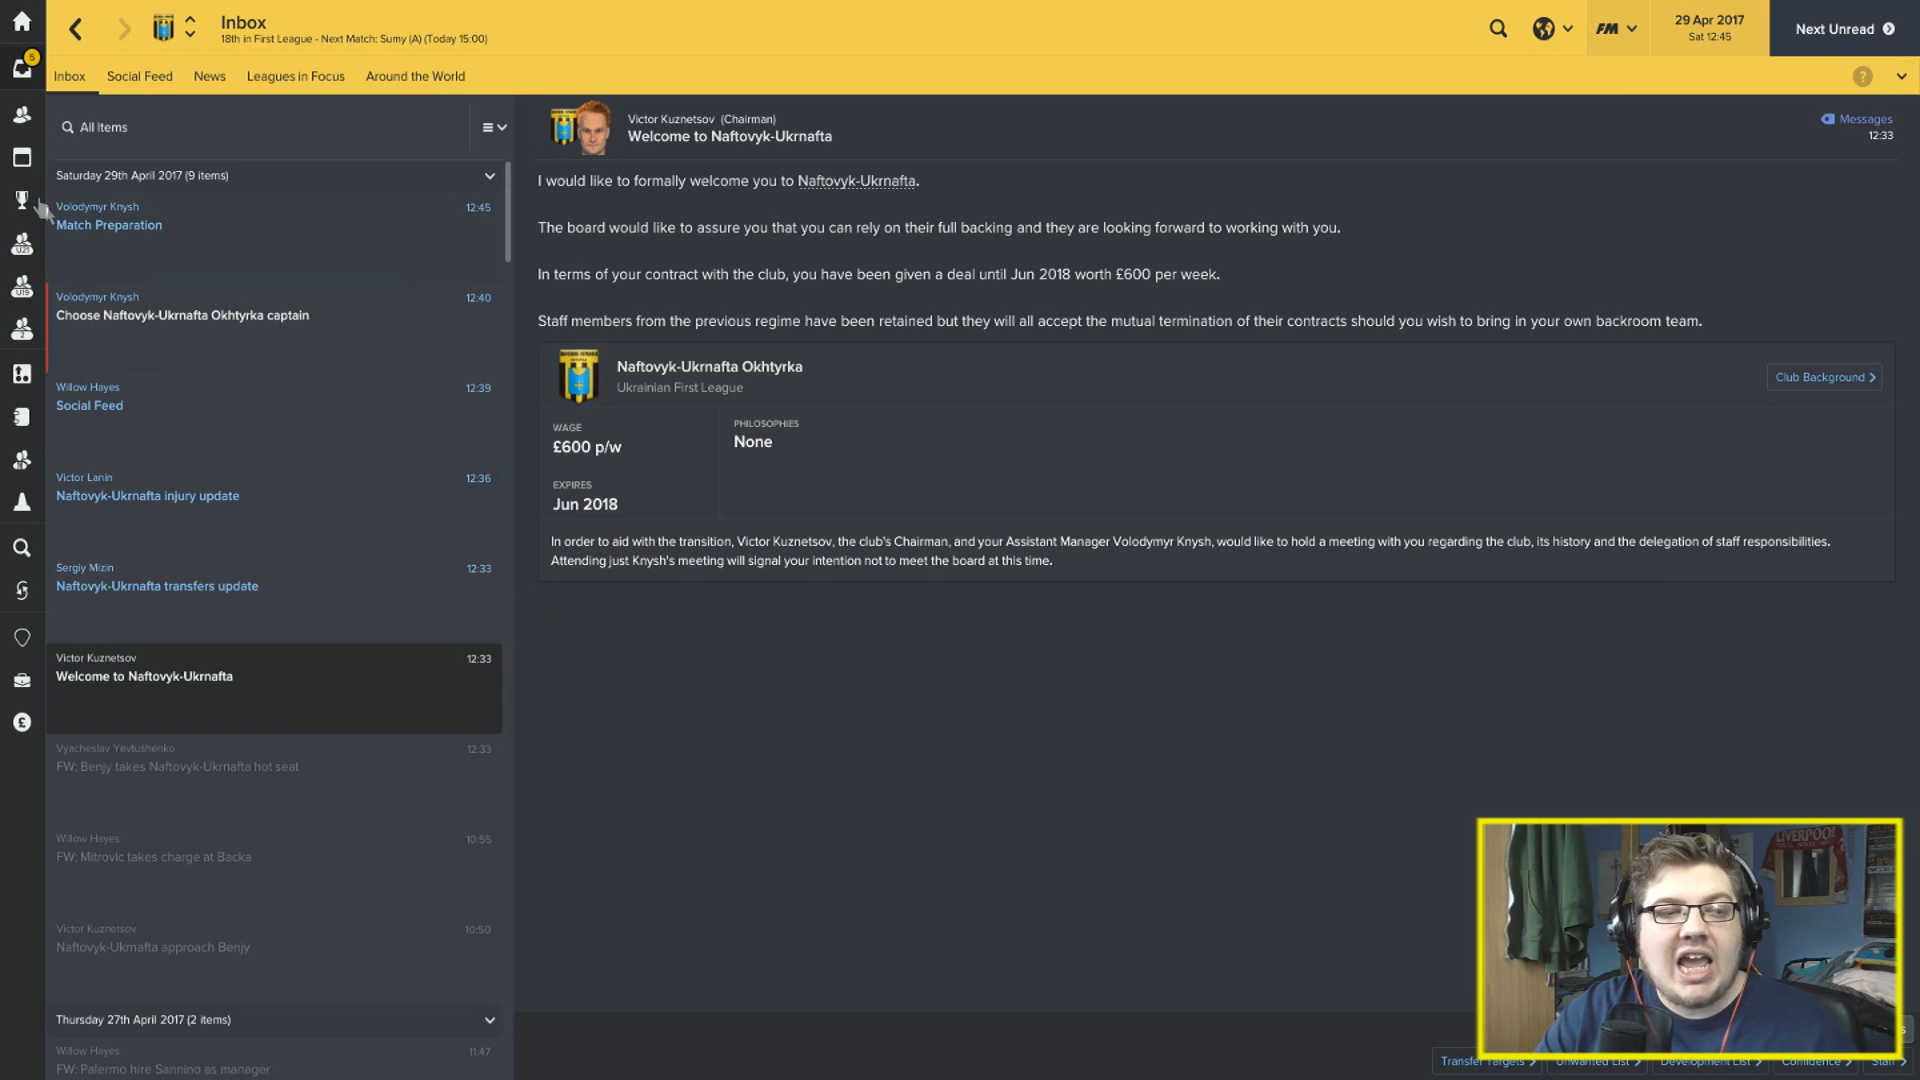 Inbox
18th in First League - Next Match: Sumy (A) (Today 15:00)
FM
29 Apr 2017
Sat 12:45
Next Unread
5
Inbox
Social Feed
News
Leagues in Focus
Around the World
?
All Items
Saturday 29th April 2017 (9 items)
Volodymyr Knysh
12:45
Match Preparation
Volodymyr Knysh
12:40
Choose Naftovyk-Ukrnafta Okhtyrka captain
Willow Hayes
12:39
Social Feed
Victor Lanin
12:36
Naftovyk-Ukrnafta injury update
Sergiy Mizin
12:33
Naftovyk-Ukrnafta transfers update
Victor Kuznetsov
12:33
Welcome to Naftovyk-Ukrnafta
Vyacheslav Yevtushenko
12:33
FW: Benjy takes Naftovyk-Ukrnafta hot seat
Willow Hayes
10:55
FW: Mitrovic takes charge at Backa
Victor Kuznetsov
10:50
Naftovyk-Ukrnafta approach Benjy
Thursday 27th April 2017 (2 items)
Willow Hayes
11:47
FW: Palermo hire Sannino as manager
U21
U19
2
Victor Kuznetsov (Chairman)
Welcome to Naftovyk-Ukrnafta
Messages
12:33
I would like to formally welcome you to Naftovyk-Ukrnafta.
The board would like to assure you that you can rely on their full backing and they are looking forward to working with you.
In terms of your contract with the club, you have been given a deal until Jun 2018 worth £600 per week.
Staff members from the previous regime have been retained but they will all accept the mutual termination of their contracts should you wish to bring in your own backroom team.
Naftovyk-Ukrnafta Okhtyrka
Ukrainian First League
Club Background
WAGE
£600 p/w
PHILOSOPHIES
None
EXPIRES
Jun 2018
In order to aid with the transition, Victor Kuznetsov, the club's Chairman, and your Assistant Manager Volodymyr Knysh, would like to hold a meeting with you regarding the club, its history and the delegation of staff responsibilities.
Attending just Knysh's meeting will signal your intention not to meet the board at this time.
LIVERPOOL
Transfer Targets
Unwanted List
Development List
Confidence
Staff